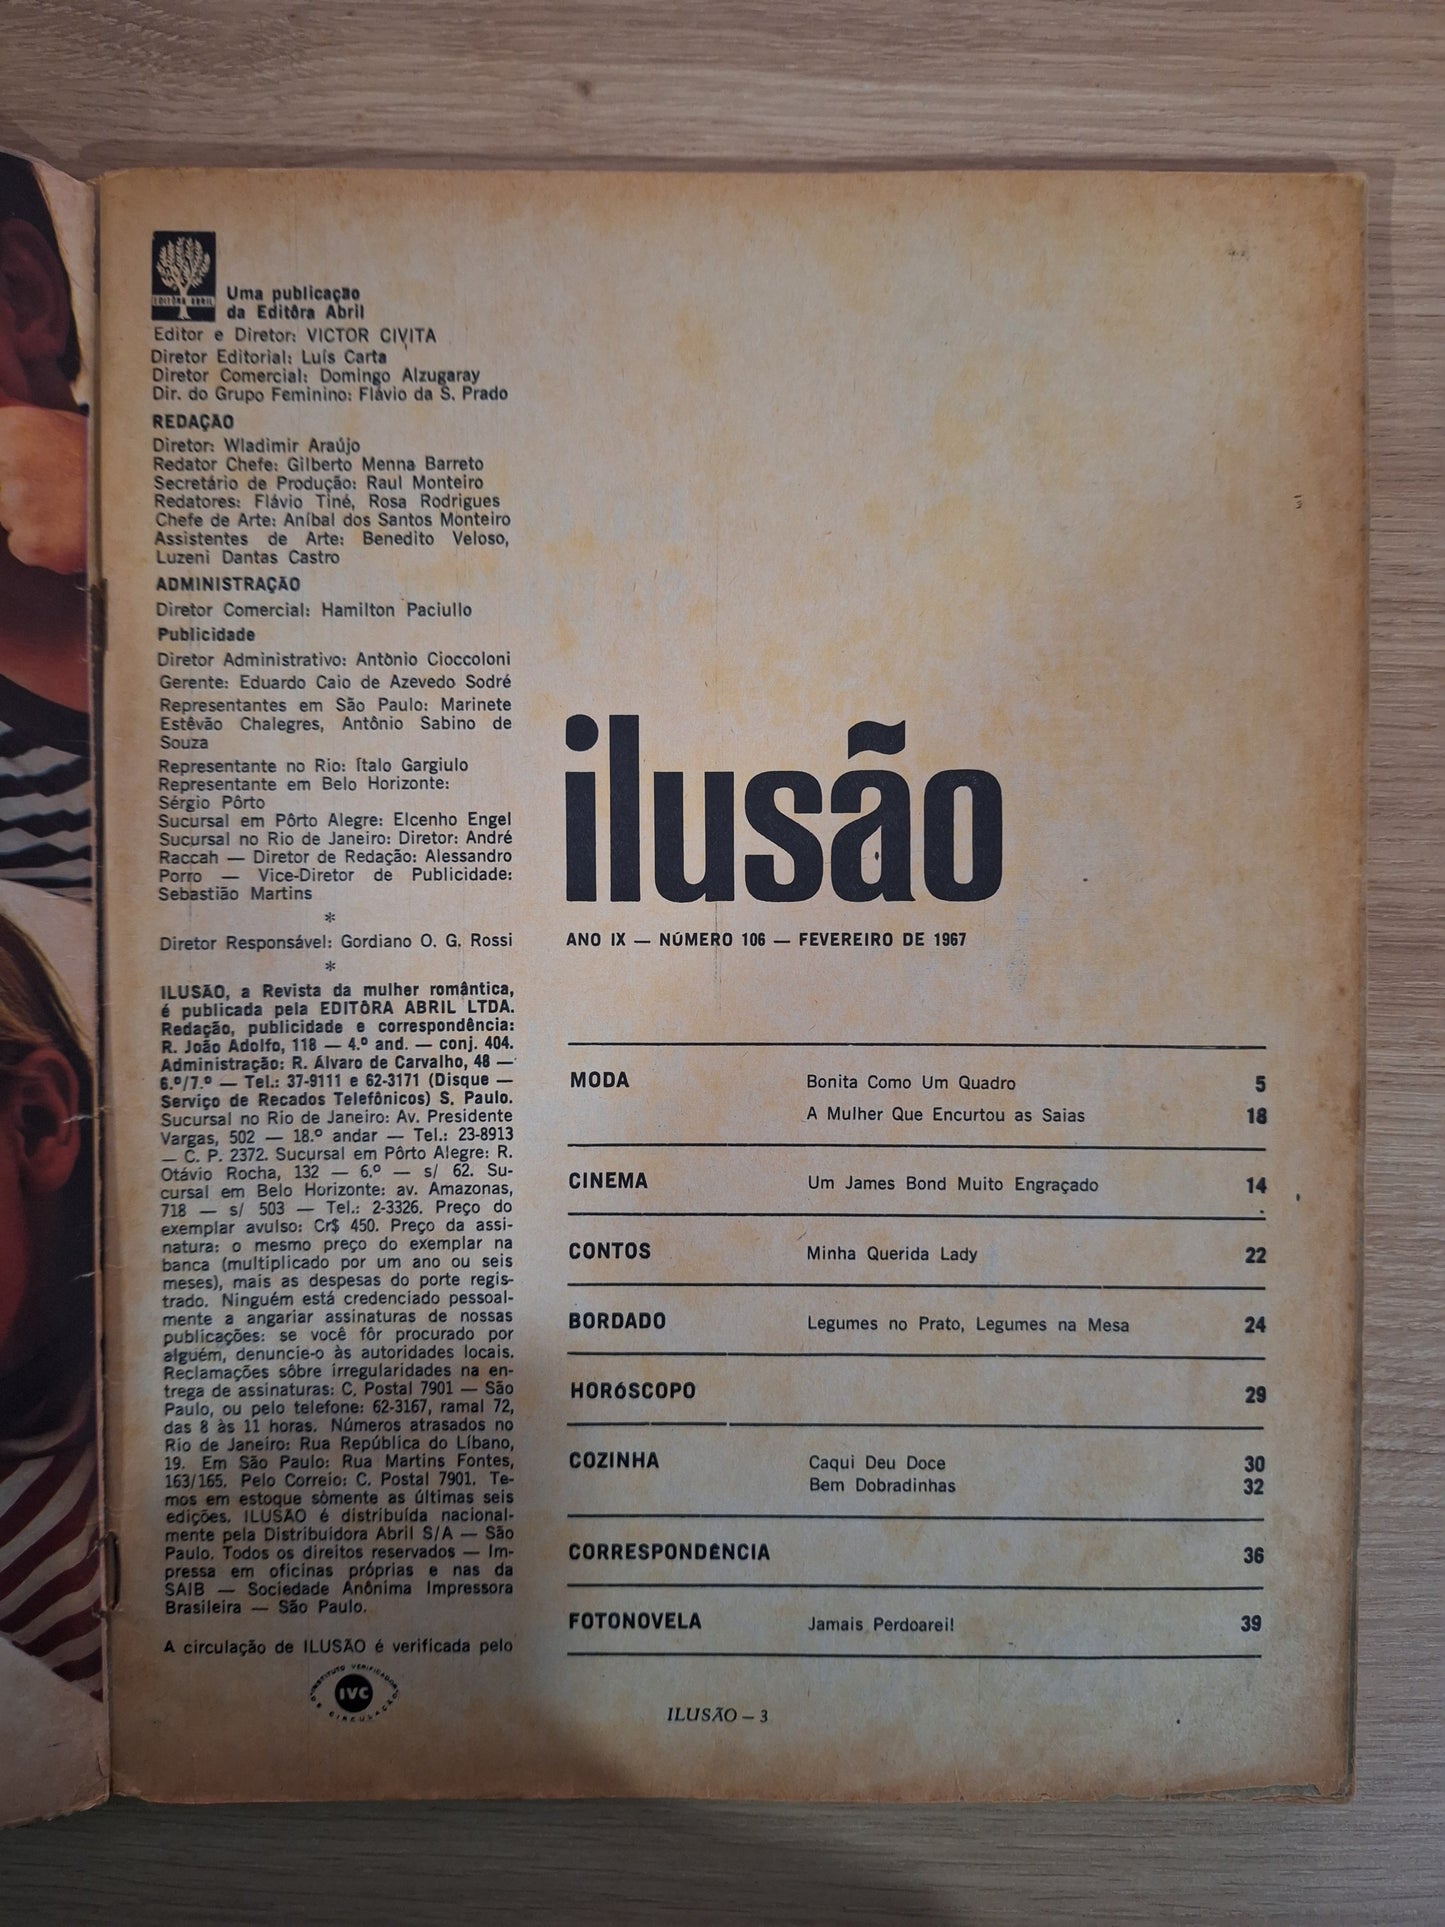 EDITÔRA ABRIL
Uma publicação
da Editôra Abril
Editor e Diretor: VICTOR CIVITA
Diretor Editorial: Luís Carta
Diretor Comercial: Domingo Alzugaray
Dir. do Grupo Feminino: Flávio da S. Prado
REDAÇÃO
Diretor: Wladimir Araújo
Redator Chefe: Gilberto Menna Barreto
Secretário de Produção: Raul Monteiro
Redatores: Flávio Tiné, Rosa Rodrigues
Chefe de Arte: Aníbal dos Santos Monteiro
Assistentes de Arte: Benedito Veloso,
Luzeni Dantas Castro
ADMINISTRAÇÃO
Diretor Comercial: Hamilton Paciullo
Publicidade
Diretor Administrativo: Antônio Cioccoloni
Gerente: Eduardo Caio de Azevedo Sodré
Representantes em São Paulo: Marinete
Estêvão Chalegres, Antônio Sabino de
Souza
Representante no Rio: Ítalo Gargiulo
Representante em Belo Horizonte:
Sérgio Pôrto
Sucursal em Pôrto Alegre: Elcenho Engel
Sucursal no Rio de Janeiro: Diretor: André
Raccah — Diretor de Redação: Alessandro
Porro — Vice-Diretor de Publicidade:
Sebastião Martins
*
Diretor Responsável: Gordiano O. G. Rossi
*
ILUSÃO, a Revista da mulher romântica,
é publicada pela EDITÔRA ABRIL LTDA.
Redação, publicidade e correspondência:
R. João Adolfo, 118 — 4.º and. — conj. 404.
Administração: R. Álvaro de Carvalho, 48 —
6.º/7.º — Tel.: 37-9111 e 62-3171 (Disque —
Serviço de Recados Telefônicos) S. Paulo.
Sucursal no Rio de Janeiro: Av. Presidente
Vargas, 502 — 18.º andar — Tel.: 23-8913
— C. P. 2372. Sucursal em Pôrto Alegre: R.
Otávio Rocha, 132 — 6.º — s/ 62. Su-
cursal em Belo Horizonte: av. Amazonas,
718 — s/ 503 — Tel.: 2-3326. Preço do
exemplar avulso: Cr$ 450. Preço da assi-
natura: o mesmo preço do exemplar na
banca (multiplicado por um ano ou seis
meses), mais as despesas do porte regis-
trado. Ninguém está credenciado pessoal-
mente a angariar assinaturas de nossas
publicações: se você fôr procurado por
alguém, denuncie-o às autoridades locais.
Reclamações sôbre irregularidades na en-
trega de assinaturas: C. Postal 7901 — São
Paulo, ou pelo telefone: 62-3167, ramal 72,
das 8 às 11 horas. Números atrasados no
Rio de Janeiro: Rua República do Líbano,
19. Em São Paulo: Rua Martins Fontes,
163/165. Pelo Correio: C. Postal 7901. Te-
mos em estoque sòmente as últimas seis
edições. ILUSÃO é distribuída nacional-
mente pela Distribuidora Abril S/A — São
Paulo. Todos os direitos reservados — Im-
pressa em oficinas próprias e nas da
SAIB — Sociedade Anônima Impressora
Brasileira — São Paulo.
A circulação de ILUSÃO é verificada pelo
INSTITUTO VERIFICADOR DE CIRCULAÇÃO
IVC
ilusão
ANO IX — NÚMERO 106 — FEVEREIRO DE 1967
MODA Bonita Como Um Quadro 5
A Mulher Que Encurtou as Saias 18
CINEMA Um James Bond Muito Engraçado 14
CONTOS Minha Querida Lady 22
BORDADO Legumes no Prato, Legumes na Mesa 24
HORÓSCOPO 29
COZINHA Caqui Deu Doce 30
Bem Dobradinhas 32
CORRESPONDÊNCIA 36
FOTONOVELA Jamais Perdoarei! 39
ILUSÃO — 3